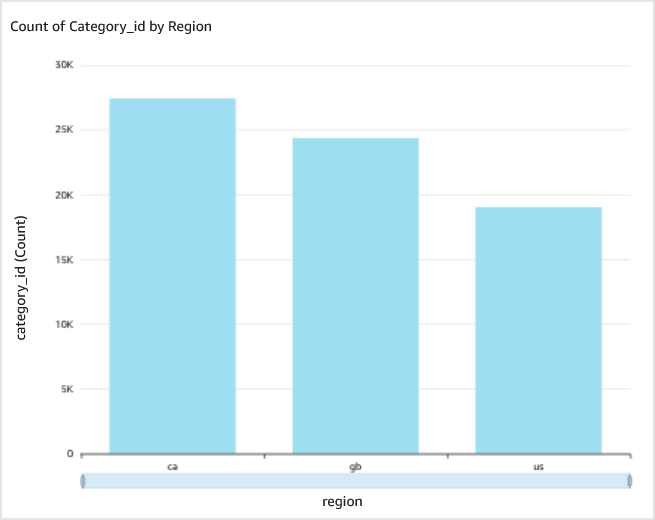 Count of Category_id by Region
30K
25K
20K
15K
10K
5K
0
category_id (Count)
ca gb us
region